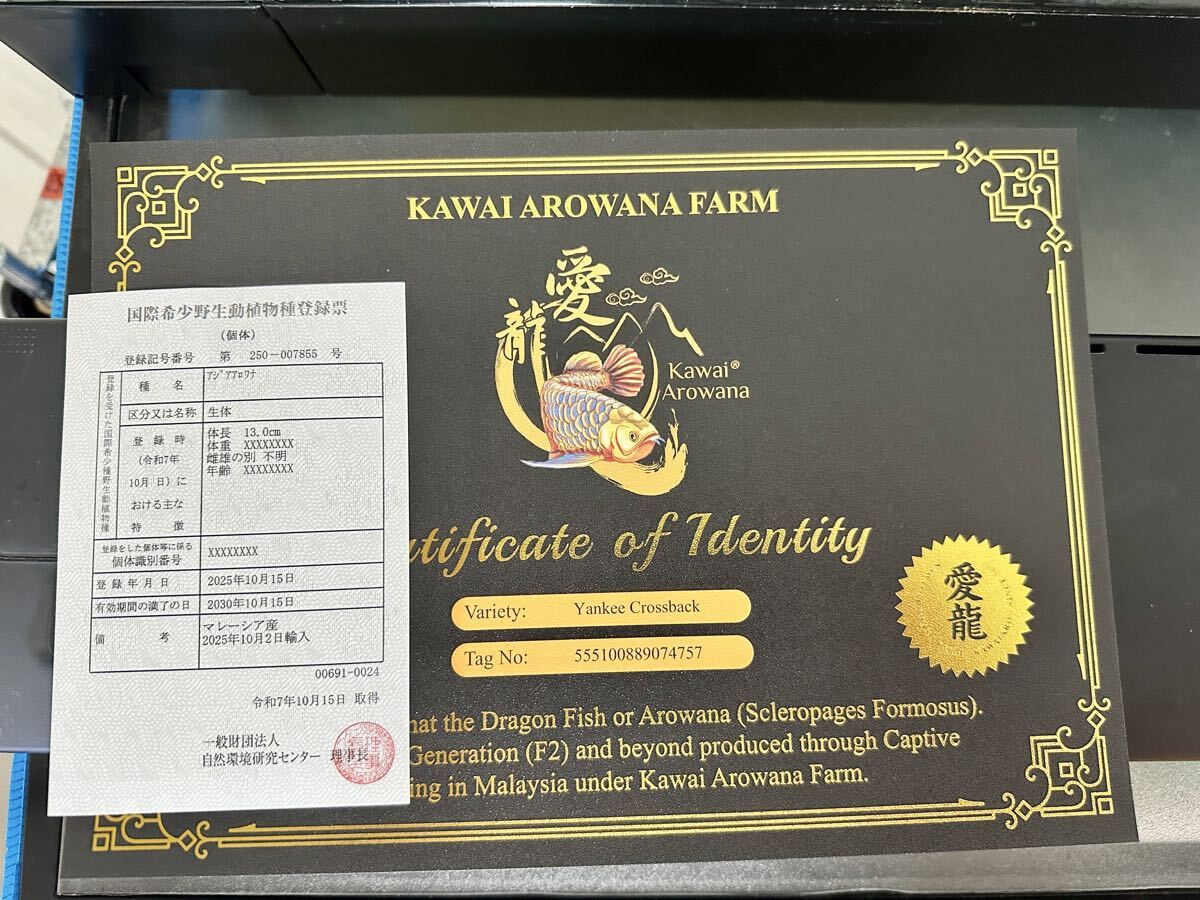 KAWAI AROWANA FARM
愛龍
Kawai®
Arowana
tificate of Identity
Variety: Yankee Crossback
Tag No: 555100889074757
愛龍
hat the Dragon Fish or Arowana (Scleropages Formosus).
Generation (F2) and beyond produced through Captive
ing in Malaysia under Kawai Arowana Farm.
国際希少野生動植物種登録票
(個体)
登録記号番号 第 250-007855 号
登録を受けた国際希少野生動植物種
種 名 アジアアロワナ
区分又は名称 生体
登録時
(令和7年
10月 日)に
おける主な
特 徴
体長 13.0cm
体重 XXXXXXXX
雌雄の別 不明
年齢 XXXXXXXX
登録をした個体等に係る
個体識別番号 XXXXXXXX
登録年月日 2025年10月15日
有効期間の満了の日 2030年10月15日
備 考 マレーシア産
2025年10月2日輸入
00691-0024
令和7年10月15日 取得
一般財団法人
自然環境研究センター 理事長